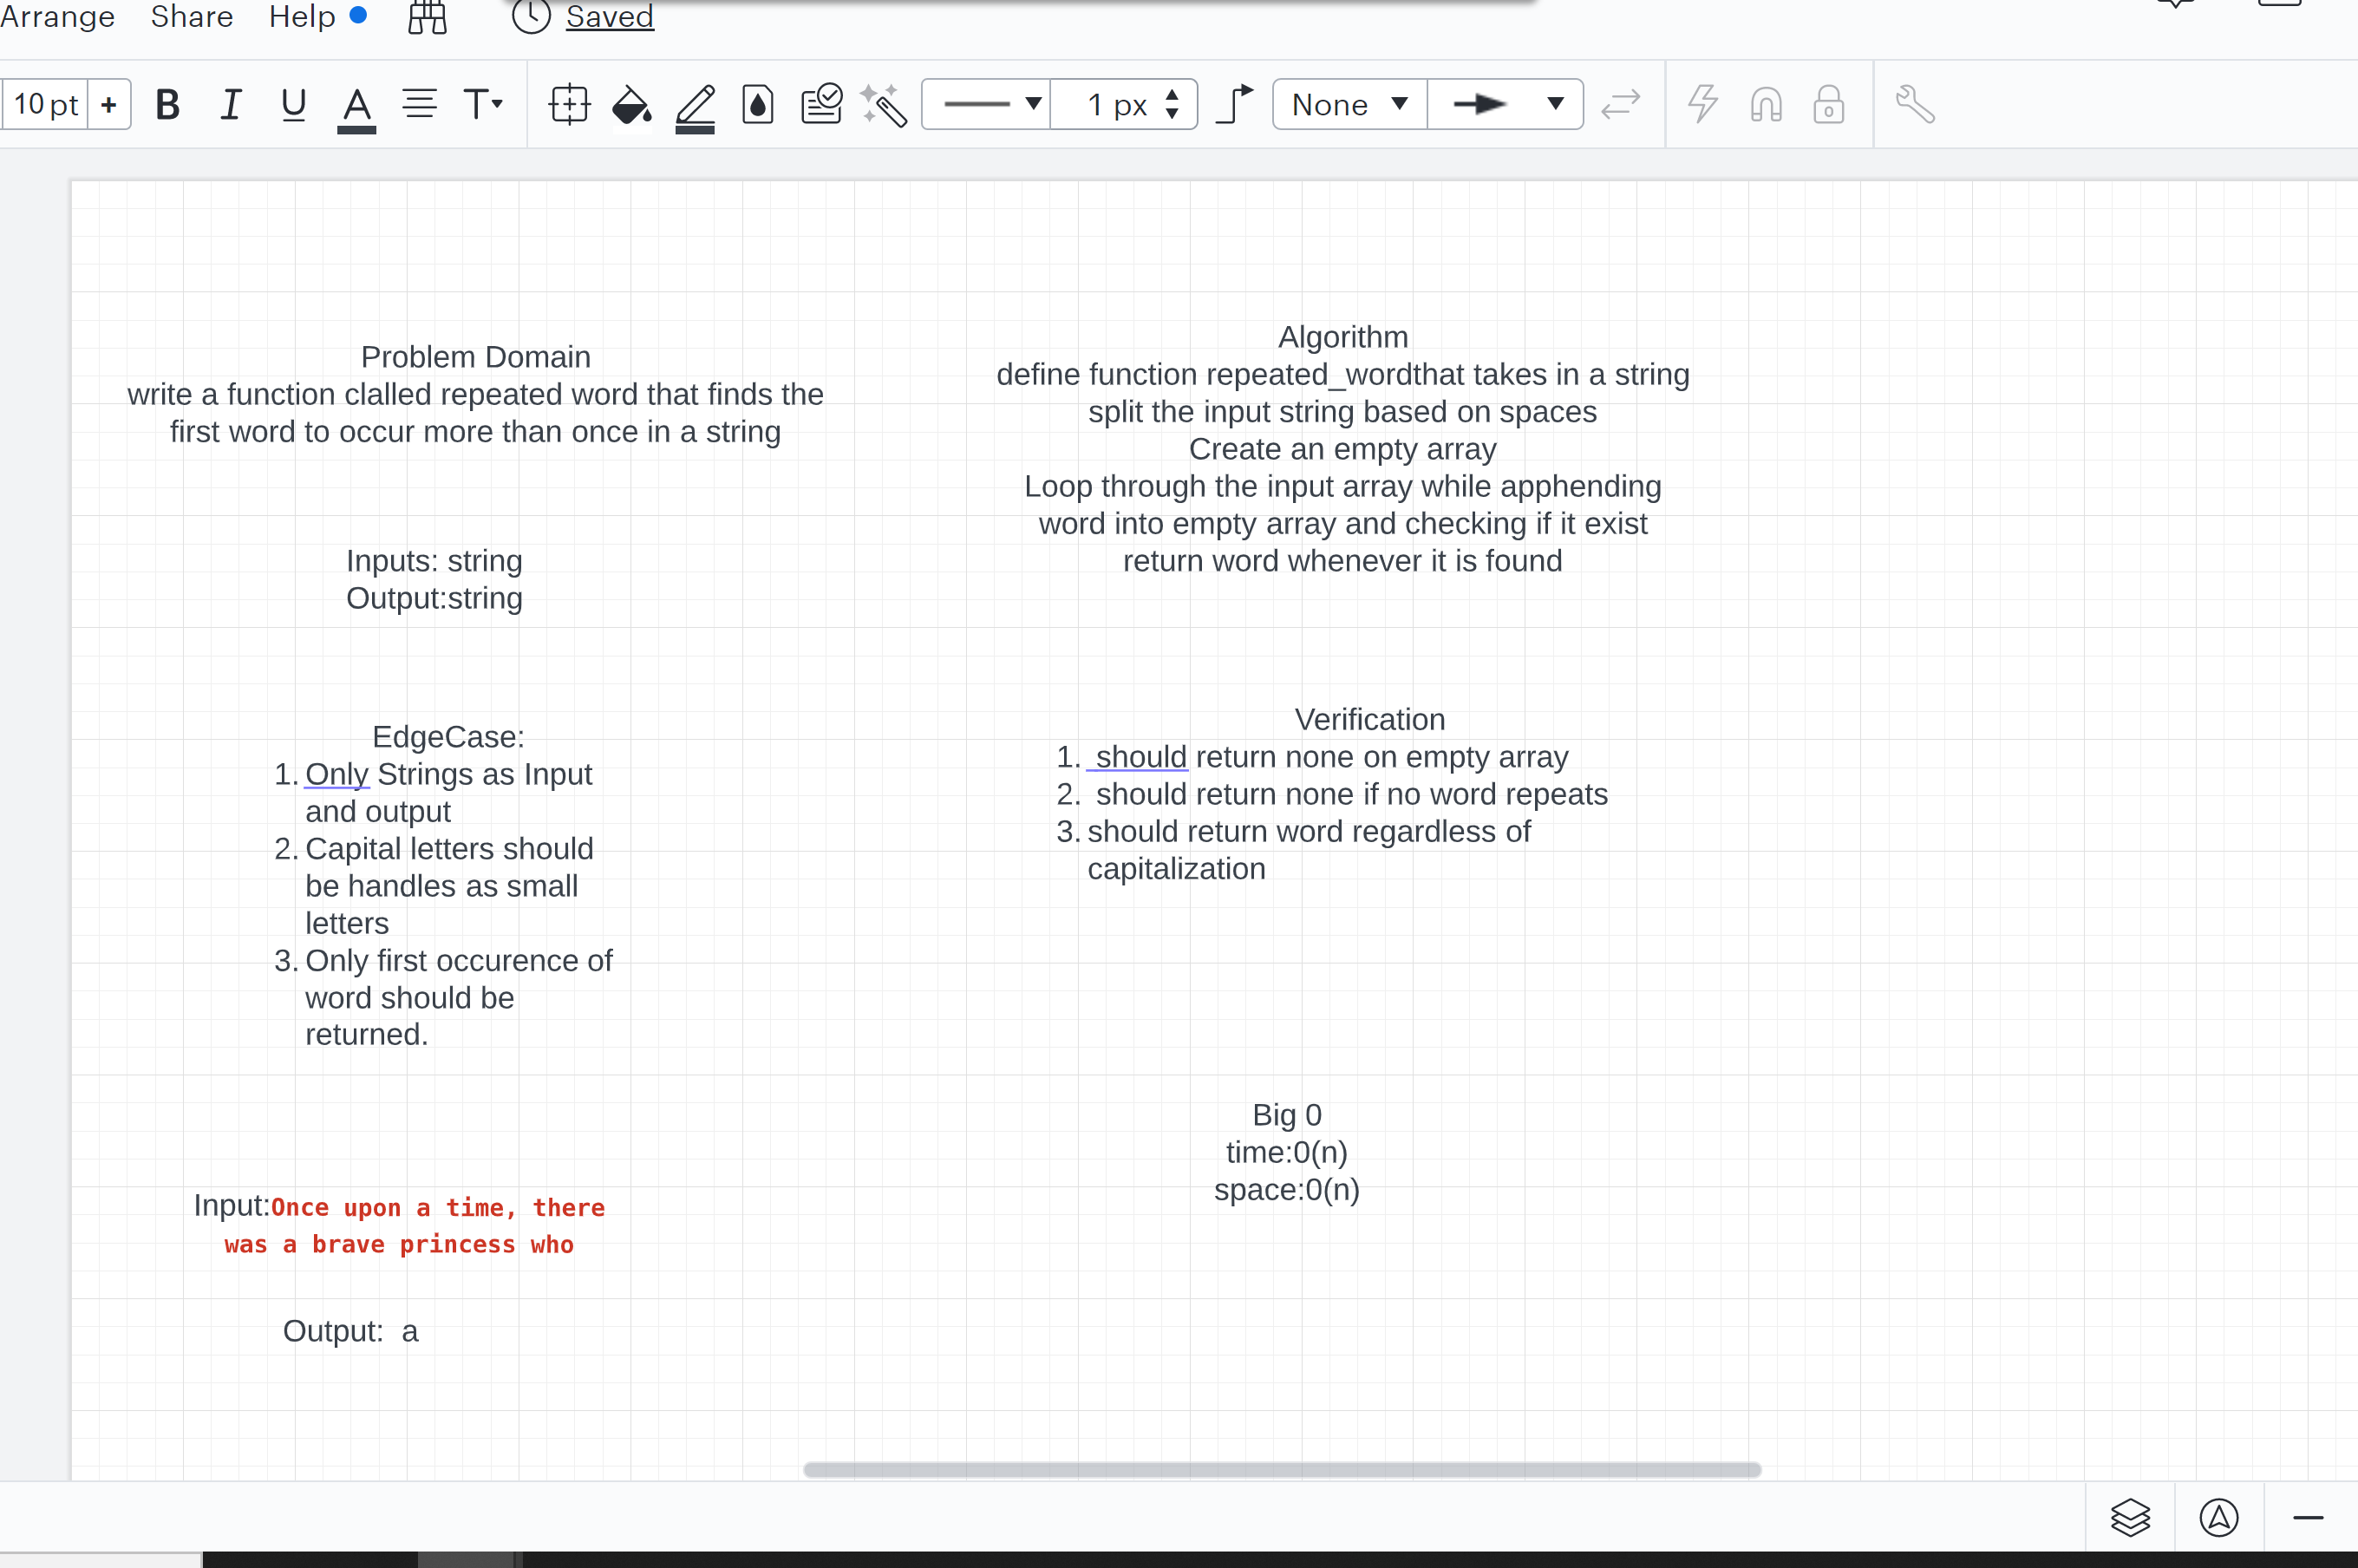 Arrange Share Help Saved
10 pt + B I U A T 1 px None
Problem Domain
write a function clalled repeated word that finds the
first word to occur more than once in a string
Inputs: string
Output:string
EdgeCase:
1. Only Strings as Input
and output
2. Capital letters should
be handles as small
letters
3. Only first occurence of
word should be
returned.
Input:Once upon a time, there
was a brave princess who
Output: a
Algorithm
define function repeated_wordthat takes in a string
split the input string based on spaces
Create an empty array
Loop through the input array while apphending
word into empty array and checking if it exist
return word whenever it is found
Verification
1. should return none on empty array
2. should return none if no word repeats
3. should return word regardless of
capitalization
Big 0
time:0(n)
space:0(n)